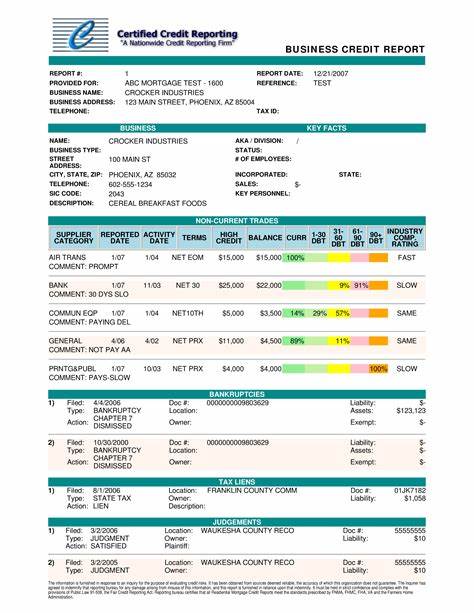 Certified Credit Reporting
"A Nationwide Credit Reporting Firm"
BUSINESS CREDIT REPORT
REPORT #: 1 REPORT DATE: 12/21/2007
PROVIDED FOR: ABC MORTGAGE TEST - 1600 REFERENCE: TEST
BUSINESS NAME: CROCKER INDUSTRIES
BUSINESS ADDRESS: 123 MAIN STREET, PHOENIX, AZ 85004
TELEPHONE: TAX ID:
BUSINESS KEY FACTS
NAME: CROCKER INDUSTRIES AKA / DIVISION: /
BUSINESS TYPE: STATUS:
STREET ADDRESS: 100 MAIN ST # OF EMPLOYEES:
CITY, STATE, ZIP: PHOENIX, AZ 85032 INCORPORATED: STATE:
TELEPHONE: 602-555-1234 SALES: $-
SIC CODE: 2043 KEY PERSONNEL:
DESCRIPTION: CEREAL BREAKFAST FOODS
NON-CURRENT TRADES
SUPPLIER CATEGORY REPORTED DATE ACTIVITY DATE TERMS HIGH CREDIT BALANCE CURR 1-30 DBT 31-60 DBT 61-90 DBT 90+ DBT INDUSTRY COMP. RATING
AIR TRANS 1/07 1/04 NET EOM $15,000 $15,000 100% FAST
COMMENT: PROMPT
BANK 1/07 11/03 NET 30 $25,000 $22,000 9% 91% SLOW
COMMENT: 30 DYS SLO
COMMUN EQP 1/07 1/04 NET10TH $5,000 $3,500 14% 29% 57% SAME
COMMENT: PAYING DEL
GENERAL 4/06 4/02 NET PRX $11,000 $4,500 89% 11% SAME
COMMENT: NOT PAY AA
PRNTG&PUBL 1/07 10/03 NET PRX $4,000 $4,000 100% SLOW
COMMENT: PAYS-SLOW
BANKRUPTCIES
1) Filed: 4/4/2006 Doc #: 0000000009803629 Liability: $-
Type: BANKRUPTCY Location: Assets: $123,123
Action: CHAPTER 7 DISMISSED Owner: Exempt: $-
2) Filed: 10/30/2000 Doc #: 0000000009803629 Liability: $-
Type: BANKRUPTCY Location: Assets: $-
Action: CHAPTER 7 DISMISSED Owner: Exempt: $-
TAX LIENS
1) Filed: 8/1/2006 Location: FRANKLIN COUNTY COMM Doc #: 01JK7182
Type: STATE TAX Owner: Liability: $1,058
Action: LIEN Description:
JUDGEMENTS
1) Filed: 3/2/2006 Location: WAUKESHA COUNTY RECO Doc #: 55555555
Type: JUDGMENT Owner: Liability: $10
Action: SATISFIED Plaintiff:
2) Filed: 3/2/2005 Location: WAUKESHA COUNTY RECO Doc #: 55555555
Type: JUDGMENT Owner: Liability: $10